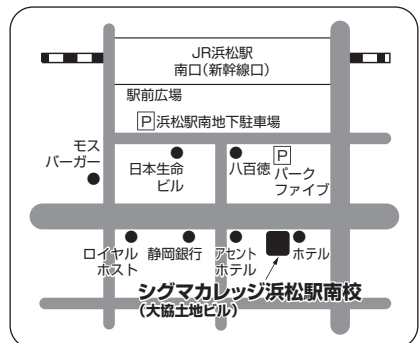 JR浜松駅
南口(新幹線口)
駅前広場
P浜松駅南地下駐車場
モス
バーガー
日本生命
ビル
八百徳
P
パーク
ファイブ
ロイヤル
ホスト
静岡銀行
アセント
ホテル
ホテル
シグマカレッジ浜松駅南校
(大協土地ビル)